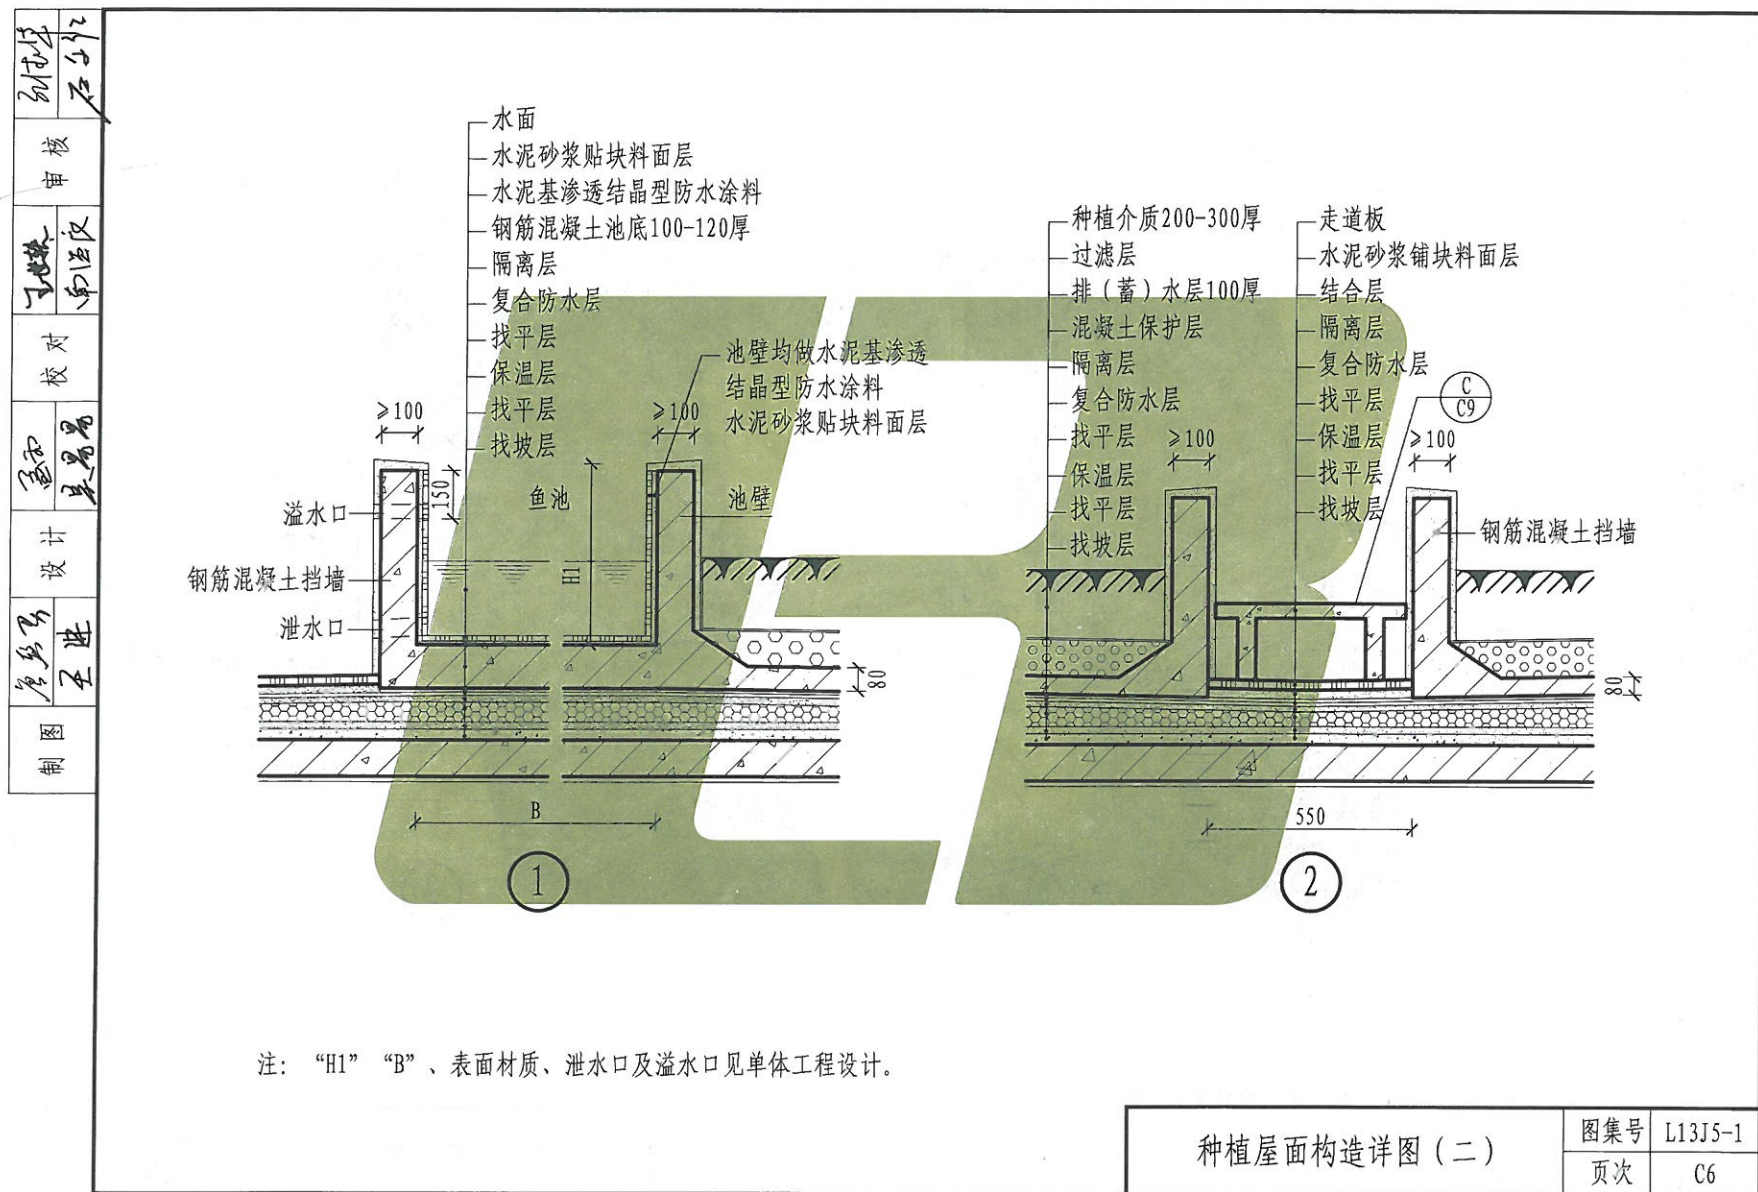 审核
校对
设计
制图
水面
水泥砂浆贴块料面层
水泥基渗透结晶型防水涂料
钢筋混凝土池底100-120厚
隔离层
复合防水层
找平层
保温层
找平层
找坡层
池壁均做水泥基渗透
结晶型防水涂料
水泥砂浆贴块料面层
≥100
≥100
150
鱼池
池壁
溢水口
钢筋混凝土挡墙
泄水口
H1
80
B
1
种植介质200-300厚
过滤层
排（蓄）水层100厚
混凝土保护层
隔离层
复合防水层
找平层
保温层
找平层
找坡层
走道板
水泥砂浆铺块料面层
结合层
隔离层
复合防水层
找平层
保温层
找平层
找坡层
C
C9
≥100
≥100
钢筋混凝土挡墙
80
550
2
注：“H1”“B”、表面材质、泄水口及溢水口见单体工程设计。
种植屋面构造详图（二）
图集号 L13J5-1
页次 C6